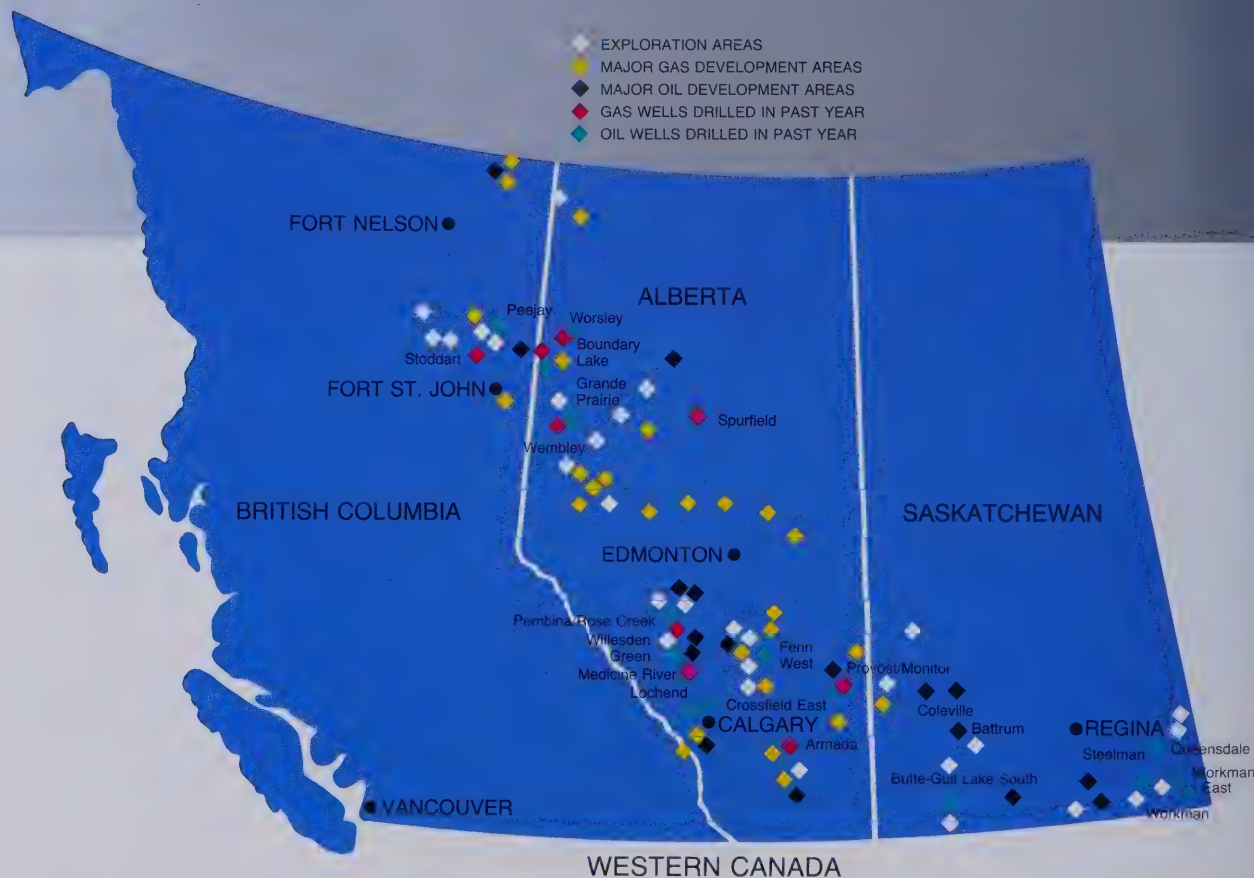 EXPLORATION AREAS
MAJOR GAS DEVELOPMENT AREAS
MAJOR OIL DEVELOPMENT AREAS
GAS WELLS DRILLED IN PAST YEAR
OIL WELLS DRILLED IN PAST YEAR
FORT NELSON
ALBERTA
Peejay
Worsley
Stoddart
Boundary
Lake
FORT ST. JOHN
Grande
Prairie
Spurfield
Wembley
BRITISH COLUMBIA
SASKATCHEWAN
EDMONTON
Pembina/Rose Creek
Willesden
Green
Fenn
West
Medicine River
Provost/Monitor
Lochend
Crossfield East
Coleville
CALGARY
Battrum
REGINA
Armada
Steelman
Queensdale
Butte-Gull Lake South
Workman
East
VANCOUVER
Workman
WESTERN CANADA